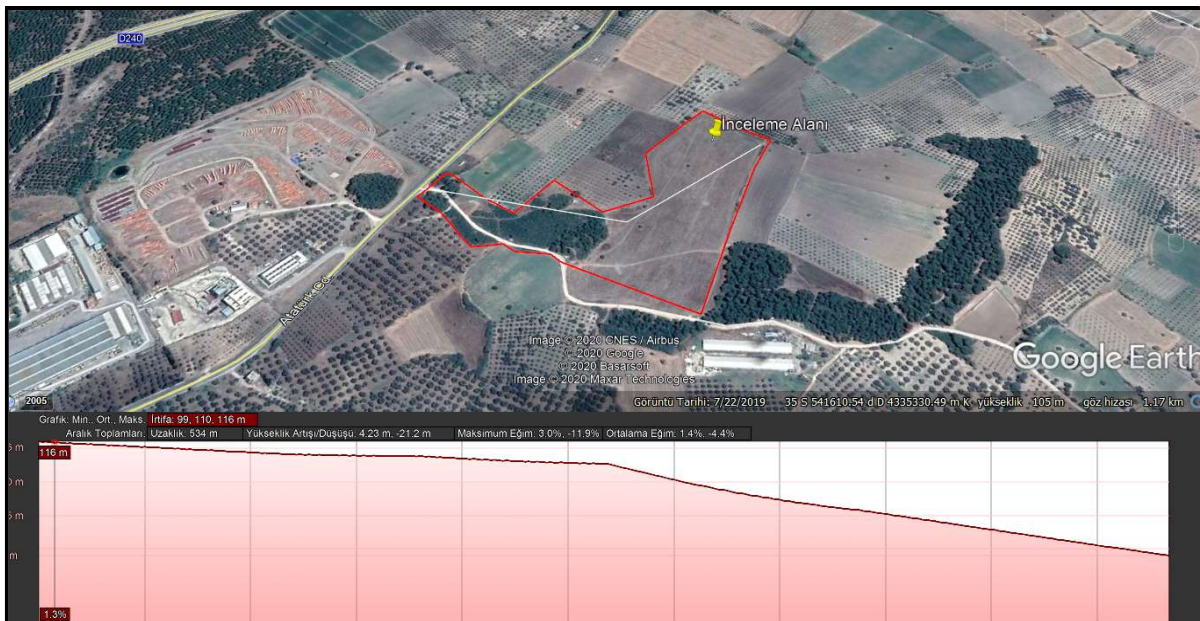 D240
İnceleme Alanı
Atatürk Cd.
Image © 2020 CNES / Airbus
© 2020 Google
© 2020 Basarsoft
Image © 2020 Maxar Technologies
Google Earth
2005
Görüntü Tarihi: 7/22/2019 35 S 541610.54 d D 4335330.49 m K yükseklik 105 m göz hizası 1.17 km
Grafik: Min., Ort., Maks. İrtifa: 99, 110, 116 m
Aralık Toplamları: Uzaklık: 534 m Yükseklik Artışı/Düşüşü: 4.23 m, -21.2 m Maksimum Eğim: 3.0%, -11.9% Ortalama Eğim: 1.4%, -4.4%
116 m
1.3%